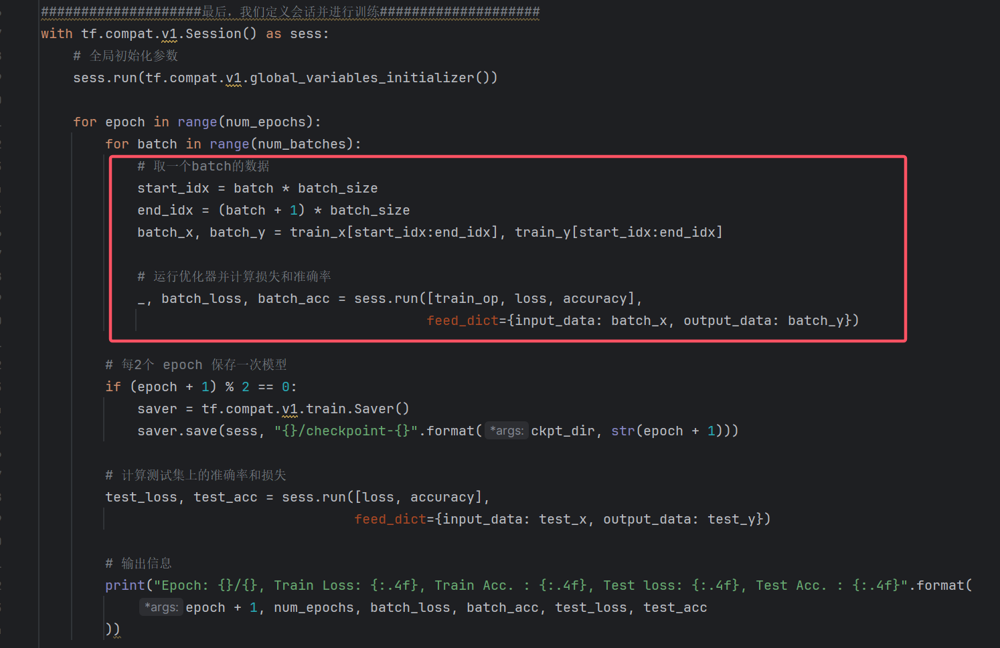 ####################最后，我们定义会话并进行训练####################
with tf.compat.v1.Session() as sess:
# 全局初始化参数
sess.run(tf.compat.v1.global_variables_initializer())
for epoch in range(num_epochs):
for batch in range(num_batches):
# 取一个batch的数据
start_idx = batch * batch_size
end_idx = (batch + 1) * batch_size
batch_x, batch_y = train_x[start_idx:end_idx], train_y[start_idx:end_idx]
# 运行优化器并计算损失和准确率
_, batch_loss, batch_acc = sess.run([train_op, loss, accuracy],
feed_dict={input_data: batch_x, output_data: batch_y})
# 每2个 epoch 保存一次模型
if (epoch + 1) % 2 == 0:
saver = tf.compat.v1.train.Saver()
saver.save(sess, "{}/checkpoint-{}".format( *args: ckpt_dir, str(epoch + 1)))
# 计算测试集上的准确率和损失
test_loss, test_acc = sess.run([loss, accuracy],
feed_dict={input_data: test_x, output_data: test_y})
# 输出信息
print("Epoch: {}/{}, Train Loss: {:.4f}, Train Acc. : {:.4f}, Test loss: {:.4f}, Test Acc. : {:.4f}".format(
*args: epoch + 1, num_epochs, batch_loss, batch_acc, test_loss, test_acc
))